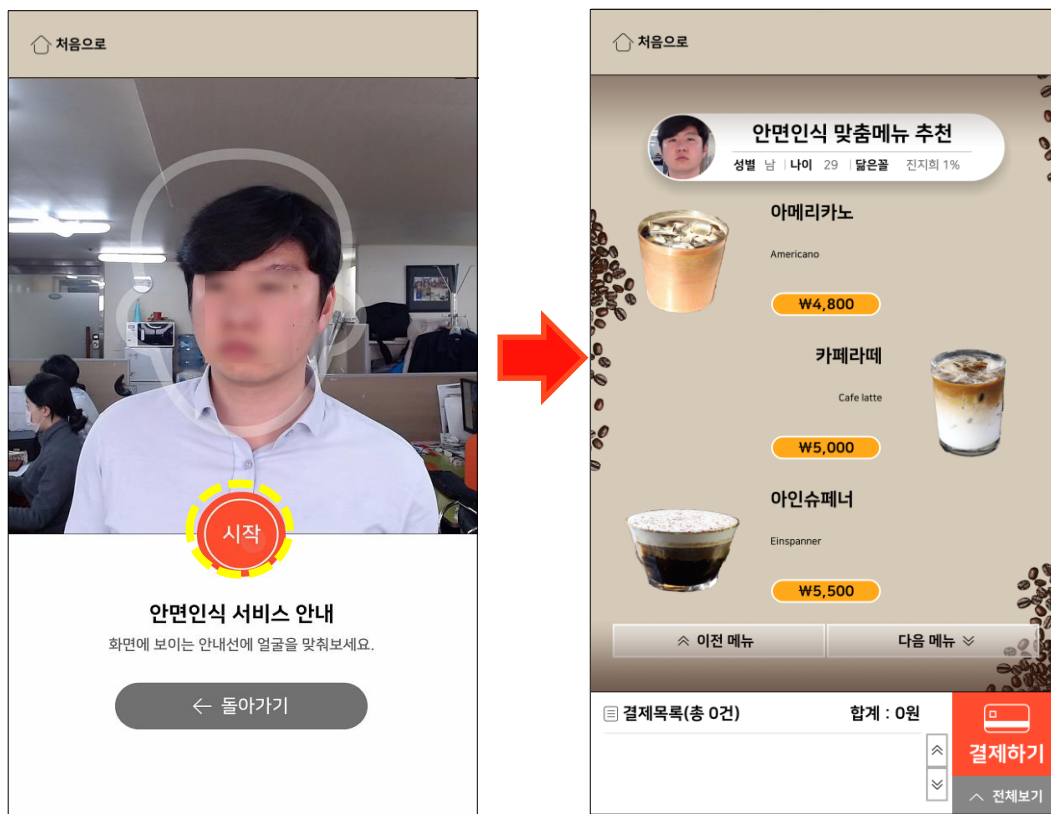 처음으로
시작
안면인식 서비스 안내
화면에 보이는 안내선에 얼굴을 맞춰보세요.
← 돌아가기
처음으로
안면인식 맞춤메뉴 추천
성별 남 | 나이 29 | 닮은꼴 진지희 1%
아메리카노
Americano
₩4,800
카페라떼
Cafe latte
₩5,000
아인슈페너
Einspanner
₩5,500
이전 메뉴
다음 메뉴
결제목록(총 0건)
합계 : 0원
결제하기
전체보기